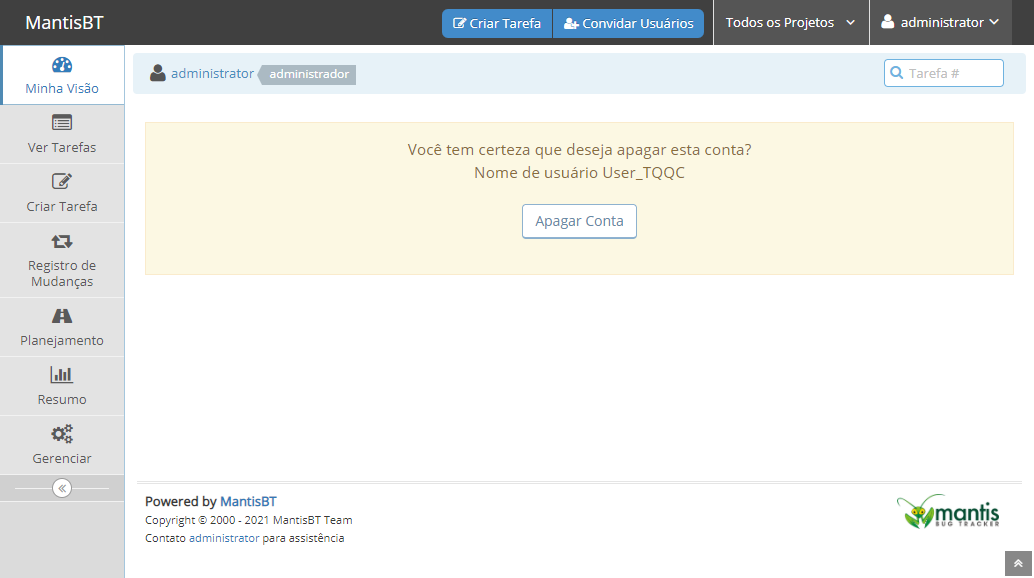 MantisBT
Criar Tarefa
Convidar Usuários
Todos os Projetos
administrator
Minha Visão
Ver Tarefas
Criar Tarefa
Registro de
Mudanças
Planejamento
Resumo
Gerenciar
administrator
administrador
Tarefa #
Você tem certeza que deseja apagar esta conta?
Nome de usuário User_TQQC
Apagar Conta
Powered by MantisBT
Copyright © 2000 - 2021 MantisBT Team
Contato administrator para assistência
mantis
BUG TRACKER